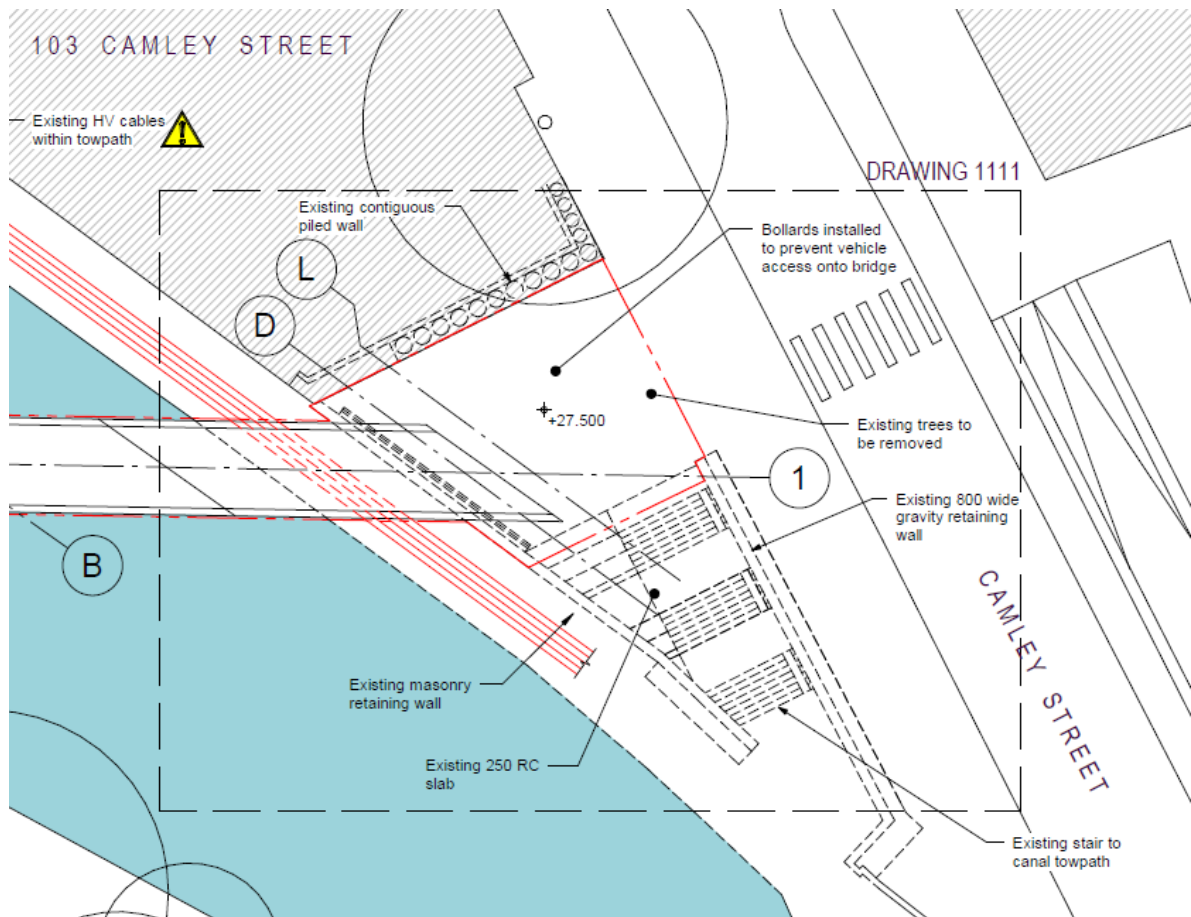 103 CAMLEY STREET
Existing HV cables
within towpath
DRAWING 1111
Existing contiguous
piled wall
Bollards installed
to prevent vehicle
access onto bridge
L
D
+27.500
Existing trees to
be removed
1
Existing 800 wide
gravity retaining
wall
B
CAMLEY STREET
Existing masonry
retaining wall
Existing 250 RC
slab
Existing stair to
canal towpath